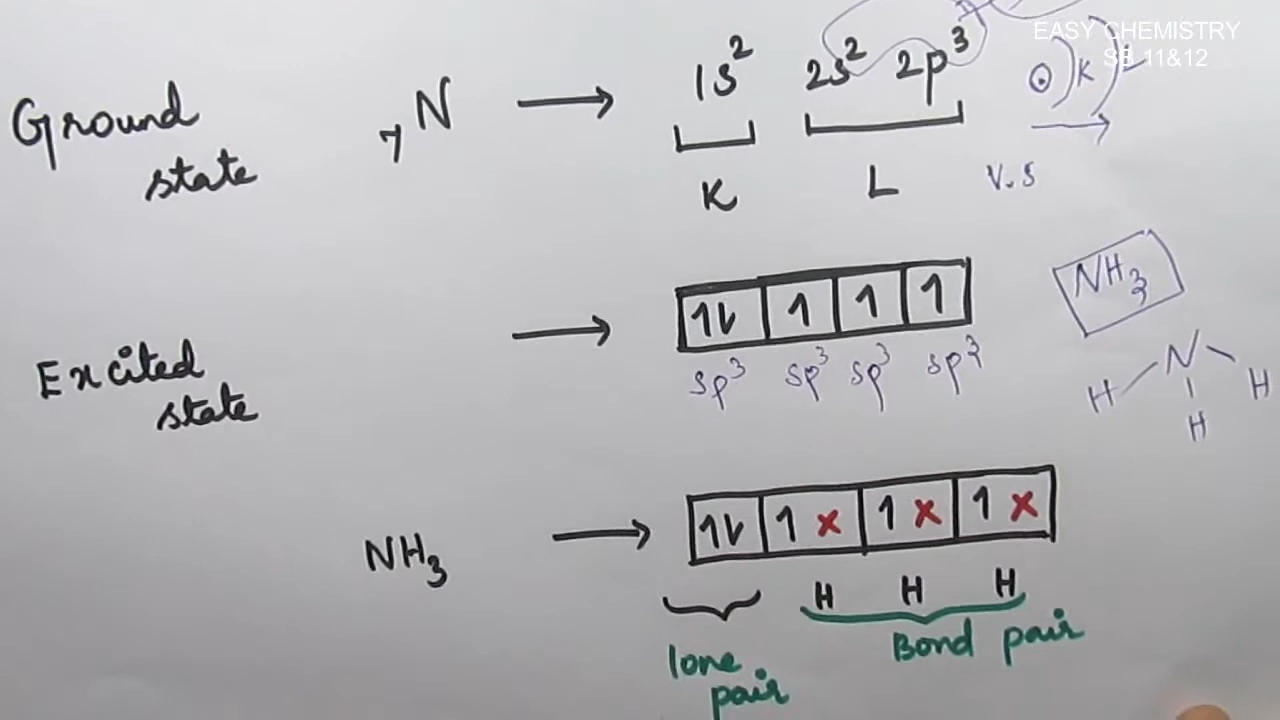 EASY CHEMISTRY
SB 11&12
Ground
state
₇N → 1s² 2s² 2p³
K L
K L
V.S
Excited
state
→ 1↓ 1 1 1
sp³ sp³ sp³ sp³
NH₃
N
H H
H
NH₃ → 1↓ 1 x 1 x 1 x
H H H
lone
pair
Bond pair